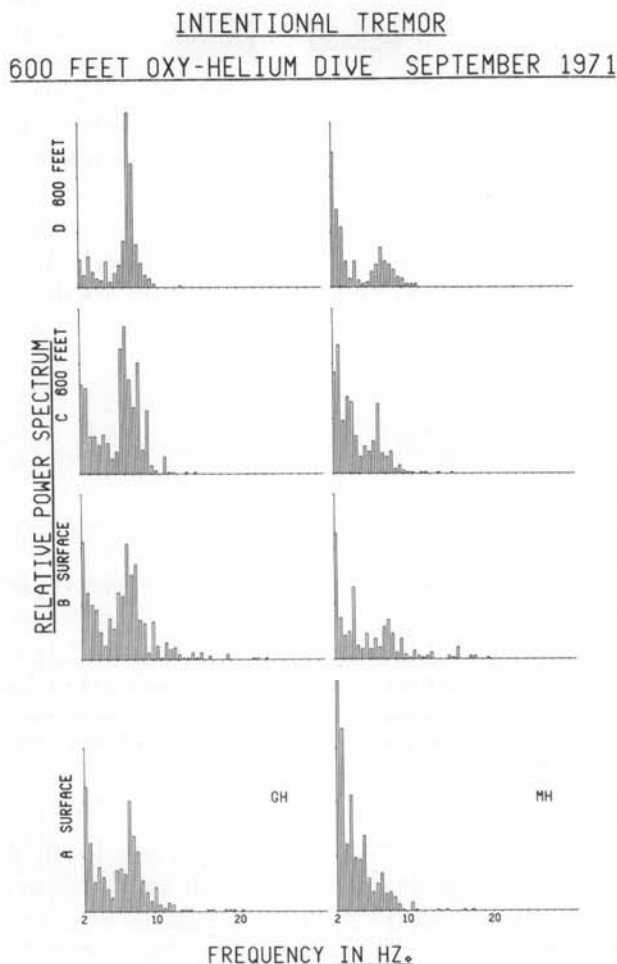 INTENTIONAL TREMOR
600 FEET OXY-HELIUM DIVE SEPTEMBER 1971
RELATIVE POWER SPECTRUM
D 600 FEET
C 600 FEET
B SURFACE
A SURFACE
GH
MH
2 10 20
2 10 20
FREQUENCY IN HZ.